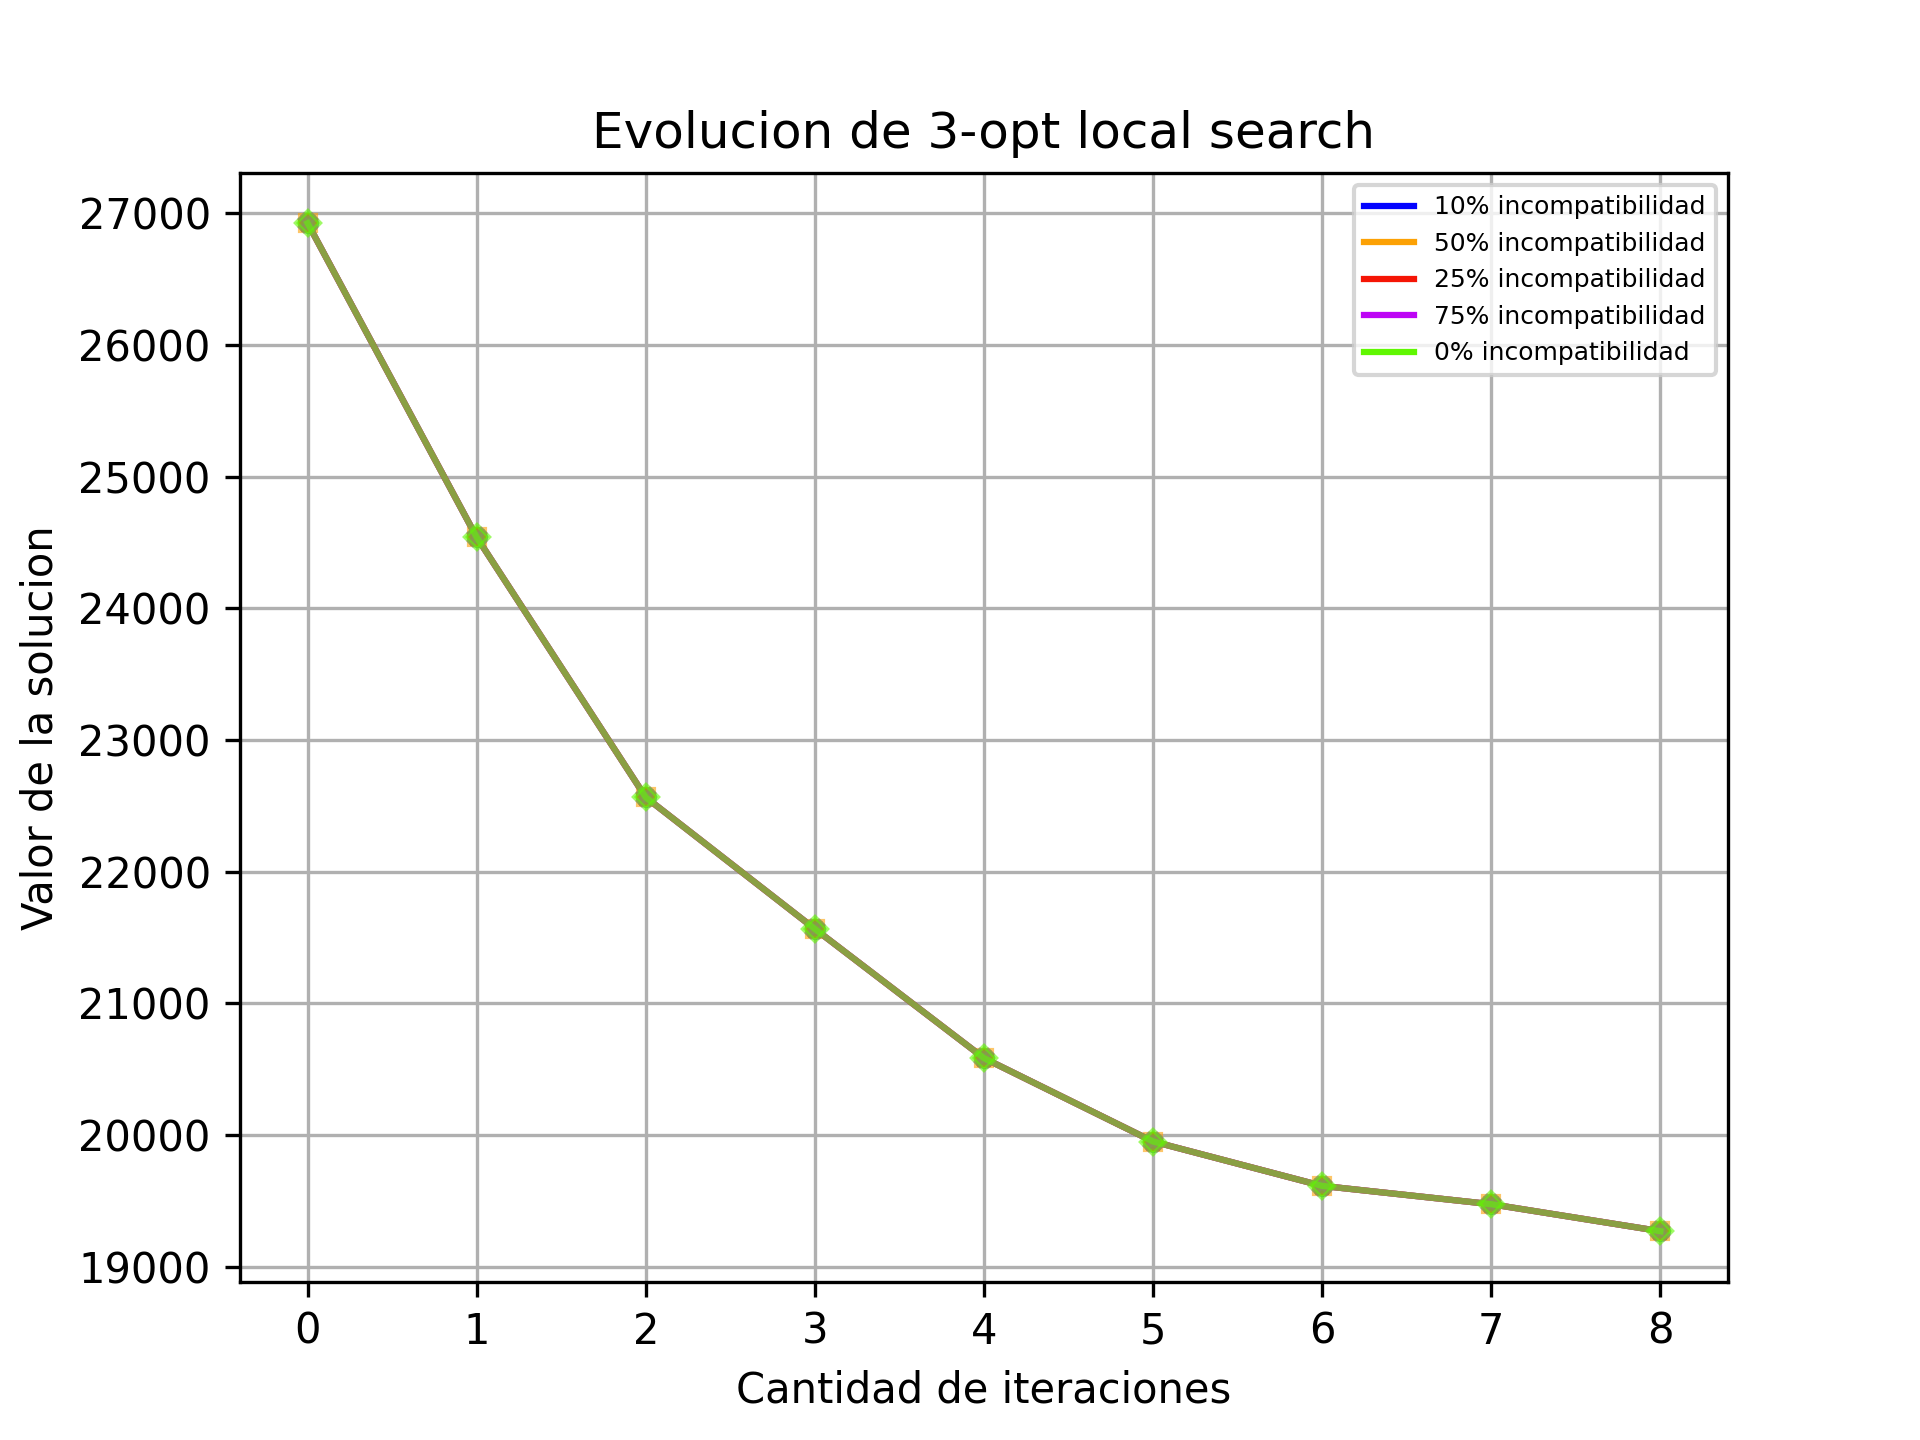 Evolucion de 3-opt local search
10% incompatibilidad
50% incompatibilidad
25% incompatibilidad
75% incompatibilidad
0% incompatibilidad
Valor de la solucion
27000
26000
25000
24000
23000
22000
21000
20000
19000
0 1 2 3 4 5 6 7 8
Cantidad de iteraciones